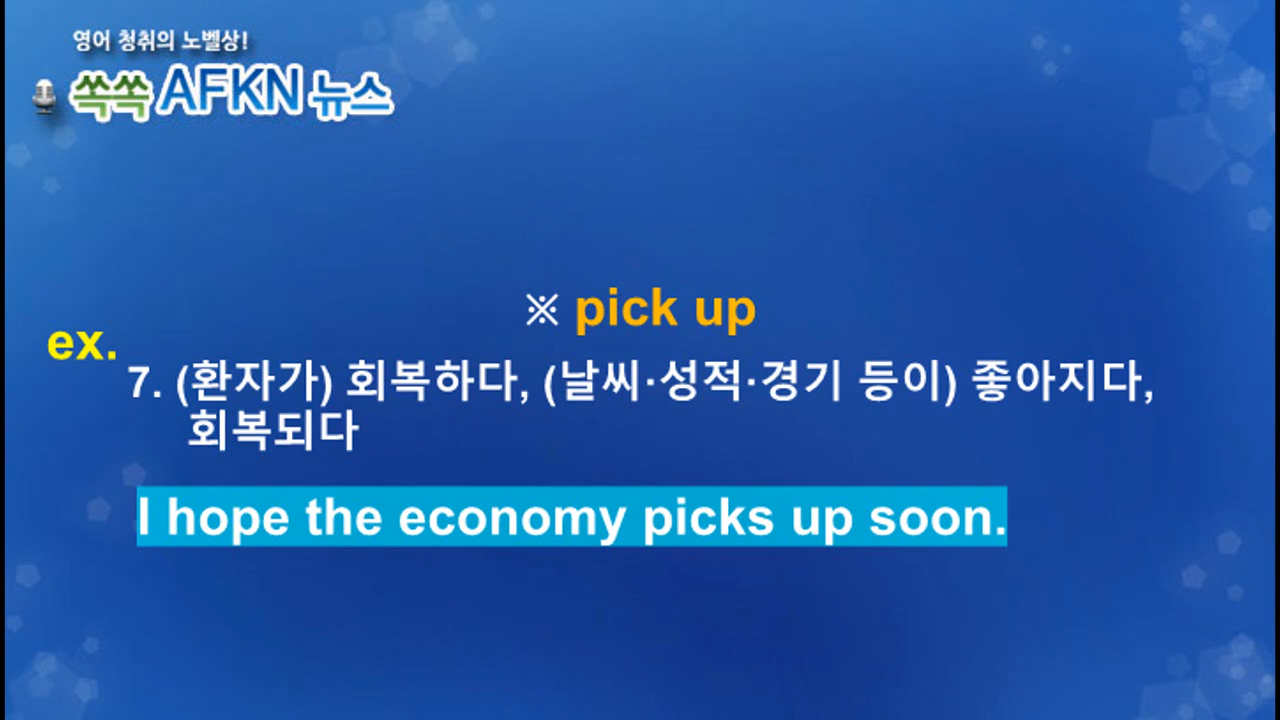 영어 청취의 노벨상!
쏙쏙 AFKN 뉴스
※ pick up
ex.
7. (환자가) 회복하다, (날씨·성적·경기 등이) 좋아지다,
회복되다
I hope the economy picks up soon.